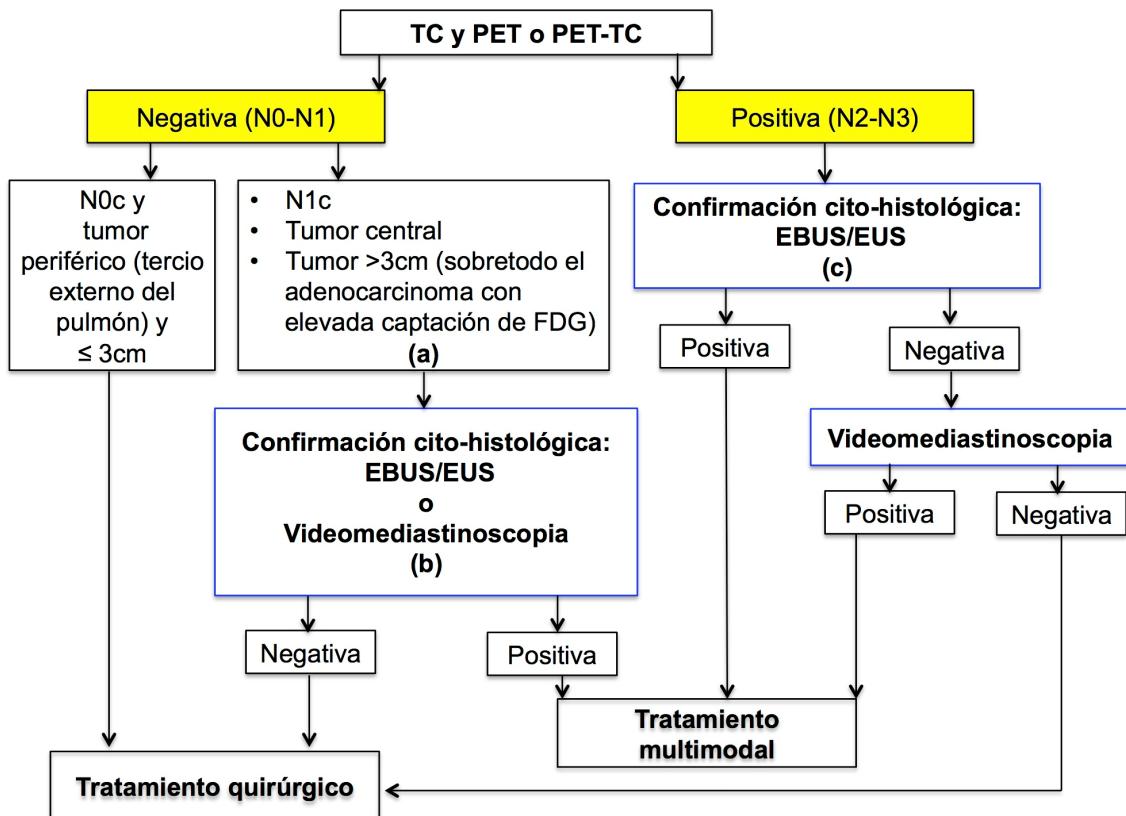 TC y PET o PET-TC
Negativa (N0-N1)
Positiva (N2-N3)
N0c y
tumor
periférico (tercio
externo del
pulmón) y
≤ 3cm
• N1c
• Tumor central
• Tumor >3cm (sobretodo el
adenocarcinoma con
elevada captación de FDG)
(a)
Confirmación cito-histológica:
EBUS/EUS
(c)
Positiva
Negativa
Confirmación cito-histológica:
EBUS/EUS
o
Videomediastinoscopia
(b)
Videomediastinoscopia
Positiva
Negativa
Negativa
Positiva
Tratamiento
multimodal
Tratamiento quirúrgico